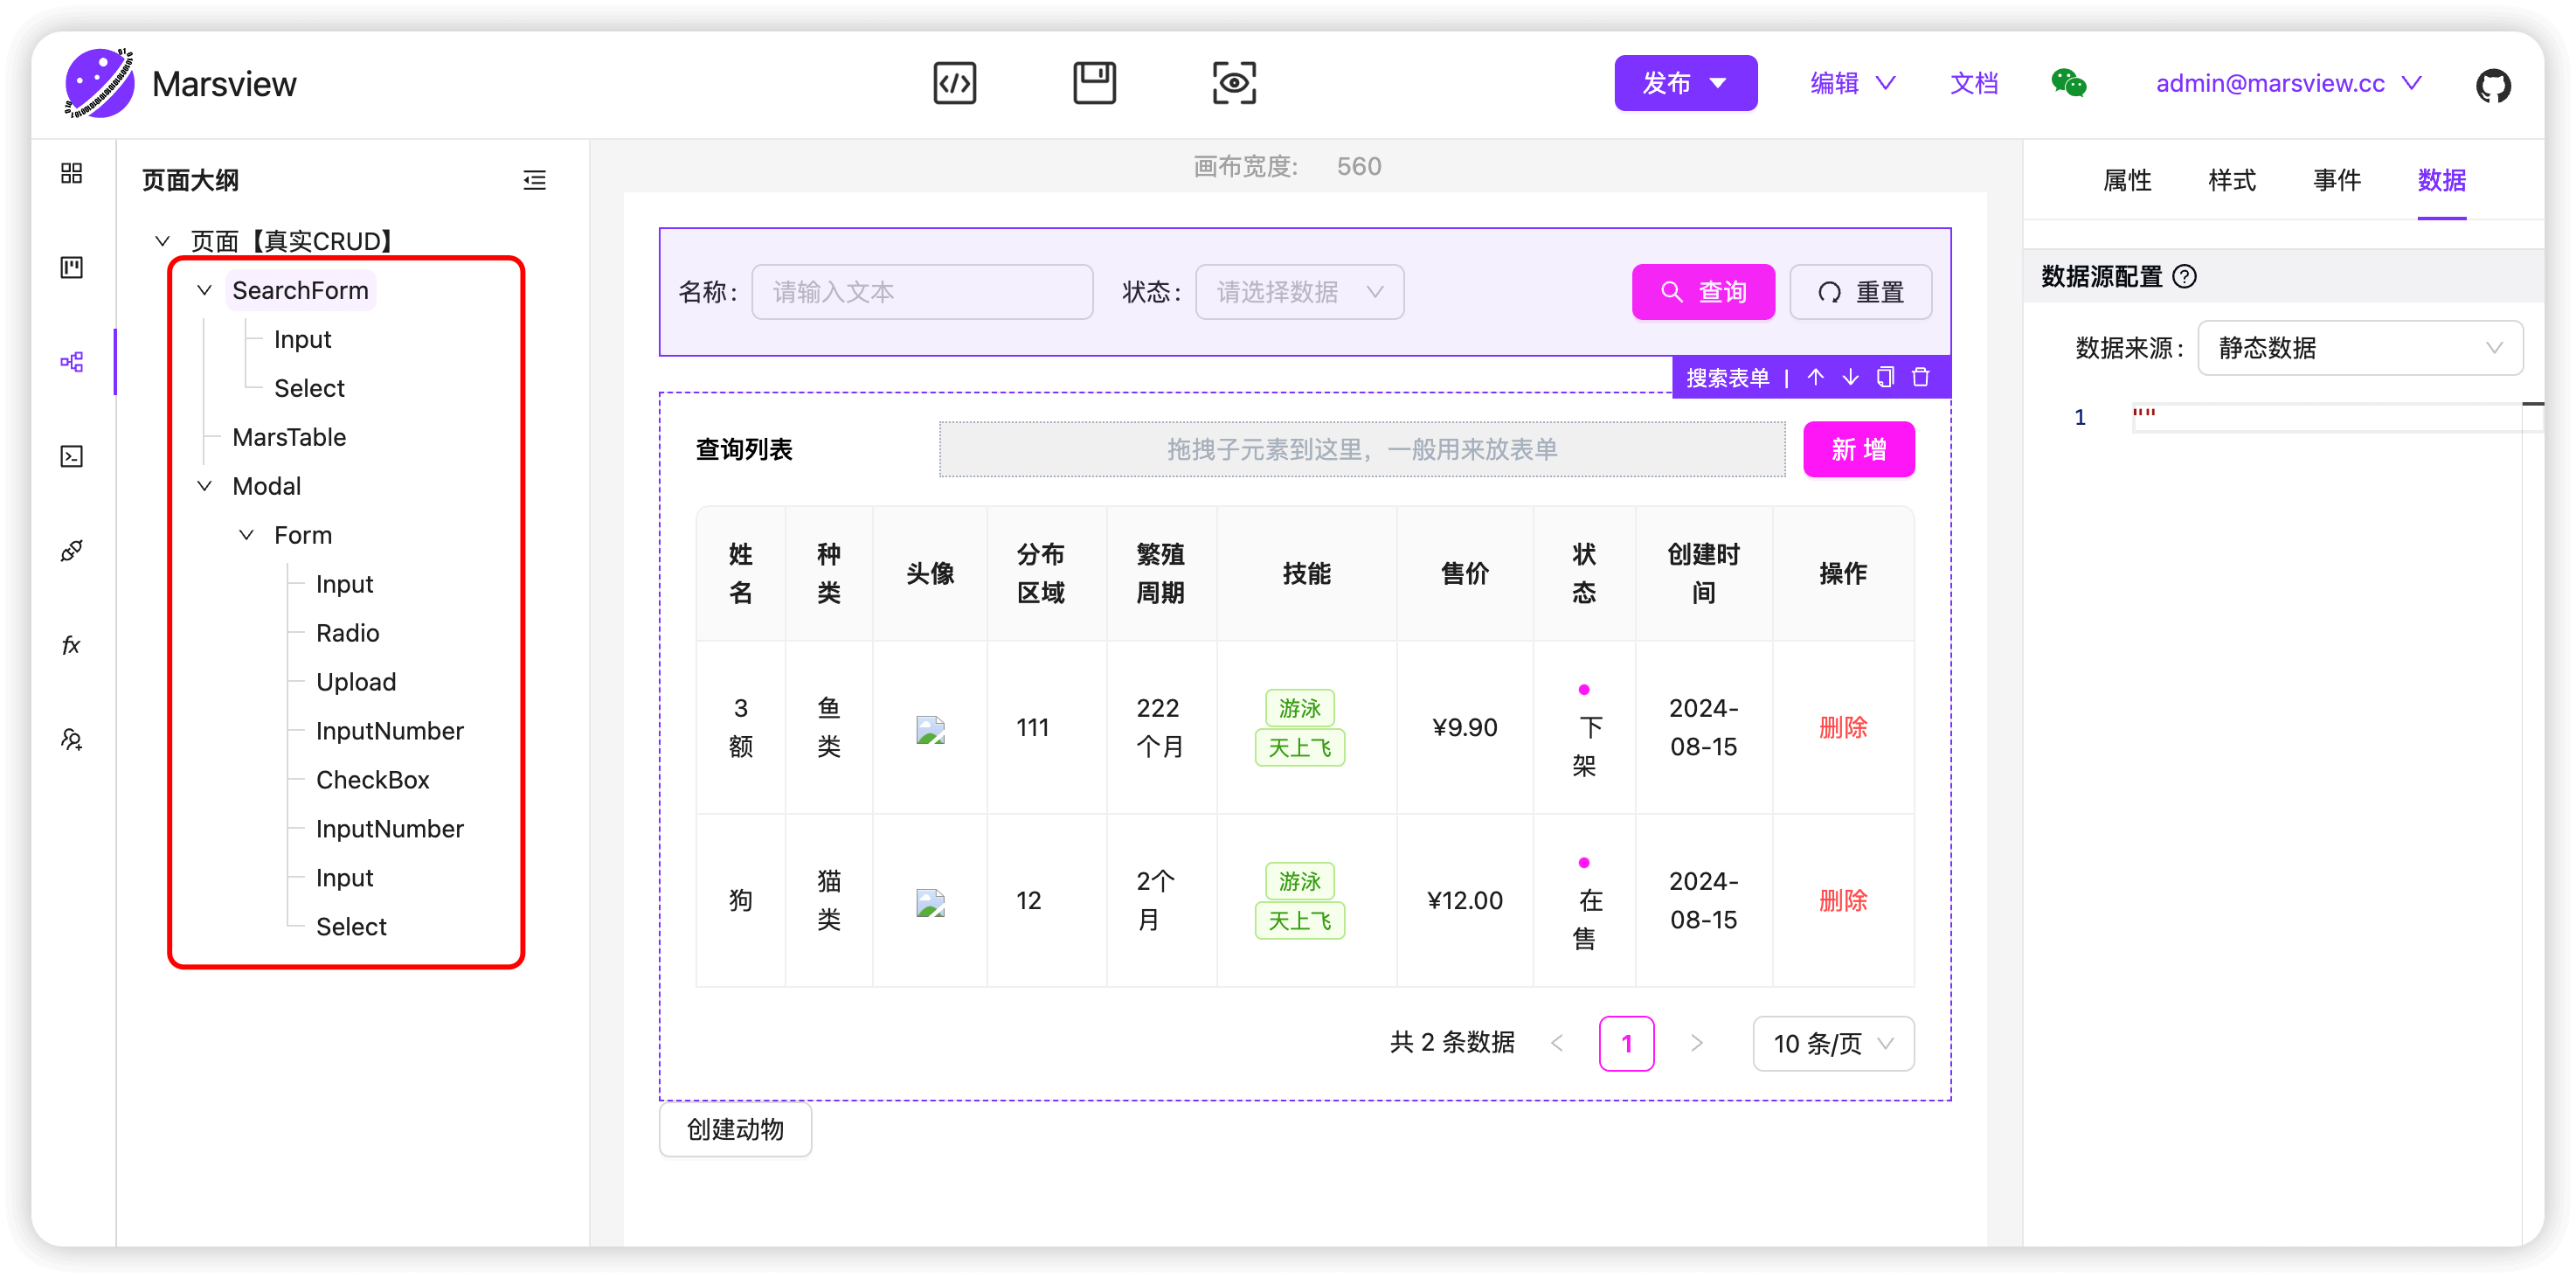 Marsview
发布
编辑
文档
admin@marsview.cc
页面大纲
页面【真实CRUD】
SearchForm
Input
Select
MarsTable
Modal
Form
Input
Radio
Upload
InputNumber
CheckBox
InputNumber
Input
Select
画布宽度: 560
名称: 请输入文本 状态: 请选择数据 查询 重置
搜索表单 |
查询列表 拖拽子元素到这里，一般用来放表单 新 增
姓名 种类 头像 分布区域 繁殖周期 技能 售价 状态 创建时间 操作
3额 鱼类 111 222个月 游泳 天上飞 ¥9.90 下架 2024-08-15 删除
狗 猫类 12 2个月 游泳 天上飞 ¥12.00 在售 2024-08-15 删除
共 2 条数据 < 1 > 10 条/页
创建动物
属性 样式 事件 数据
数据源配置
数据来源: 静态数据
1 ""
fx